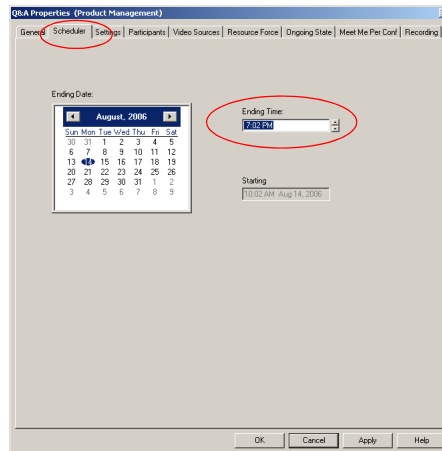 Q&A Properties (Product Management)
General Scheduler Settings Participants Video Sources Resource Force Ongoing State Meet Me Per Conf Recording
Ending Date:
August, 2006
Sun Mon Tue Wed Thu Fri Sat
30 31 1 2 3 4 5
6 7 8 9 10 11 12
13 14 15 16 17 18 19
20 21 22 23 24 25 26
27 28 29 30 31 1 2
3 4 5 6 7 8 9
Ending Time:
7:02 PM
Starting
10:02 AM Aug 14, 2006
OK Cancel Apply Help